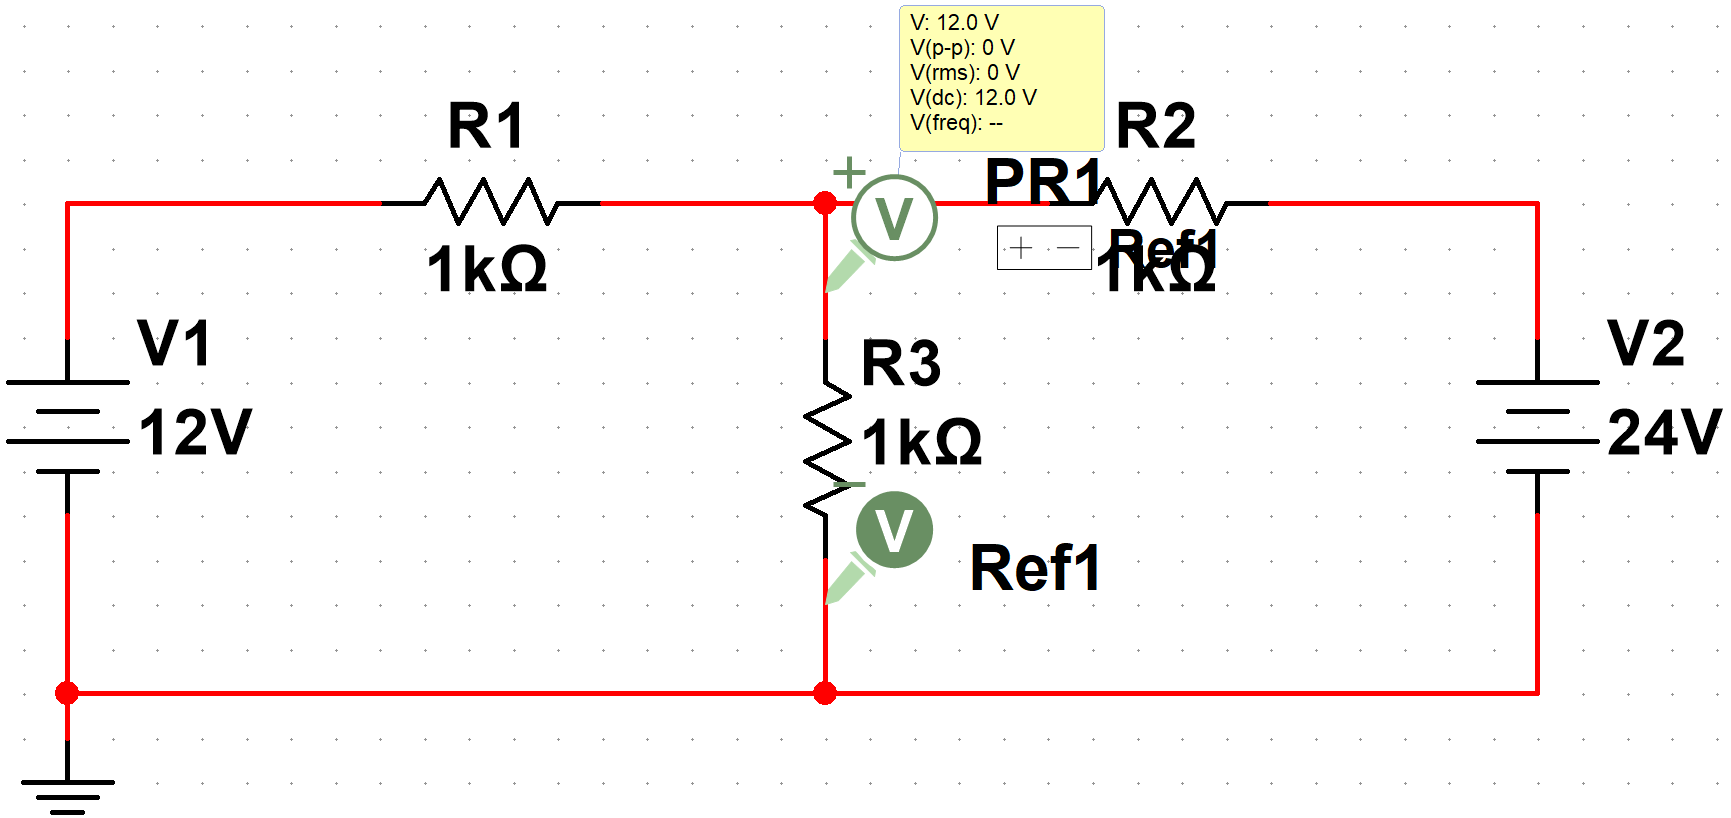 V: 12.0 V
V(p-p): 0 V
V(rms): 0 V
V(dc): 12.0 V
V(freq): --
R1
R2
PR1
+
V
1kΩ
+ −
Ref1
1kΩ
V1
12V
R3
1kΩ
−
V
Ref1
V2
24V